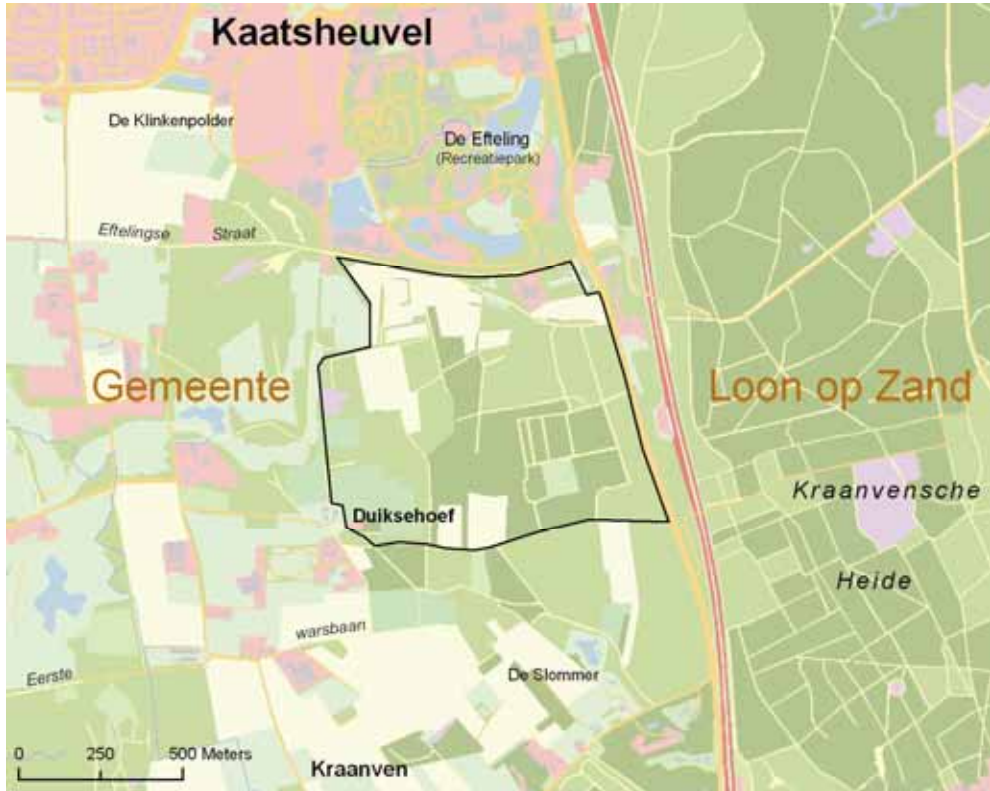 Kaatsheuvel
De Klinkenpolder
De Efteling
(Recreatiepark)
Eftelingse Straat
Gemeente Loon op Zand
Kraanvensche
Duiksehoef
Heide
warsbaan
Eerste
De Slommer
0 250 500 Meters
Kraanven